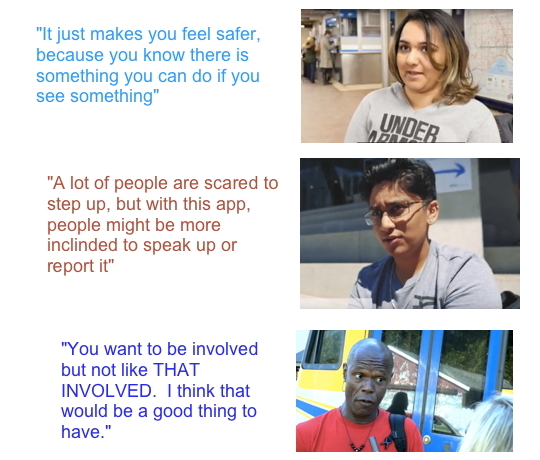 "It just makes you feel safer,
because you know there is
something you can do if you
see something"
UNDER
ARMOUR
"A lot of people are scared to
step up, but with this app,
people might be more
inclinded to speak up or
report it"
"You want to be involved
but not like THAT
INVOLVED.  I think that
would be a good thing to
have."